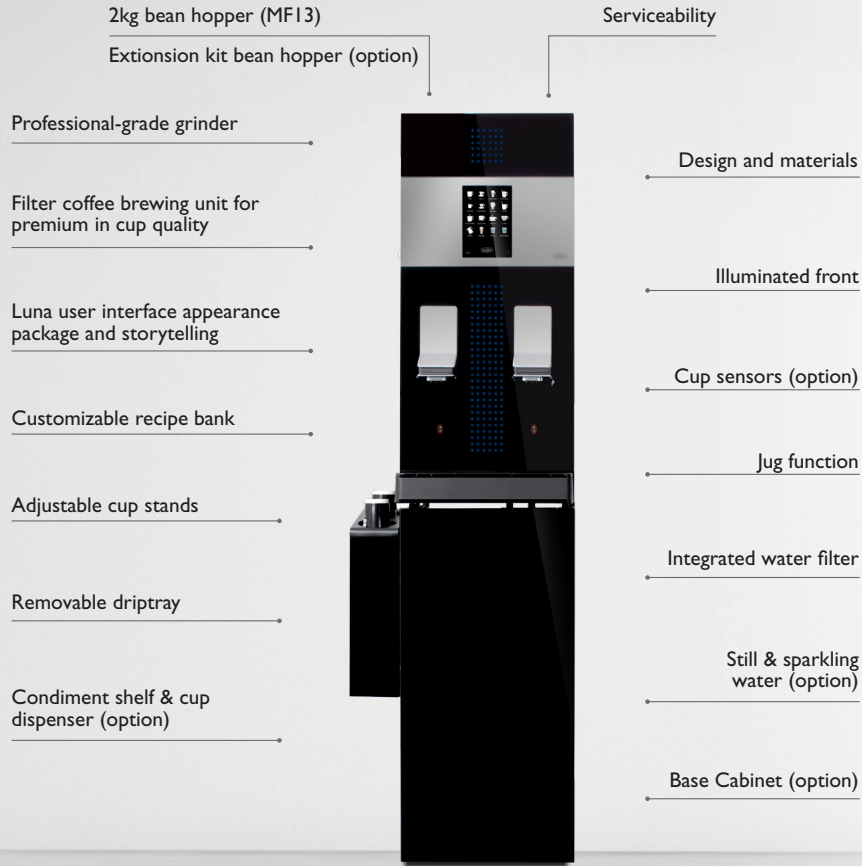 2kg bean hopper (MF13)
Extionsion kit bean hopper (option)
Serviceability
Professional-grade grinder
Filter coffee brewing unit for
premium in cup quality
Luna user interface appearance
package and storytelling
Customizable recipe bank
Adjustable cup stands
Removable driptray
Condiment shelf & cup
dispenser (option)
Design and materials
Illuminated front
Cup sensors (option)
Jug function
Integrated water filter
Still & sparkling
water (option)
Base Cabinet (option)